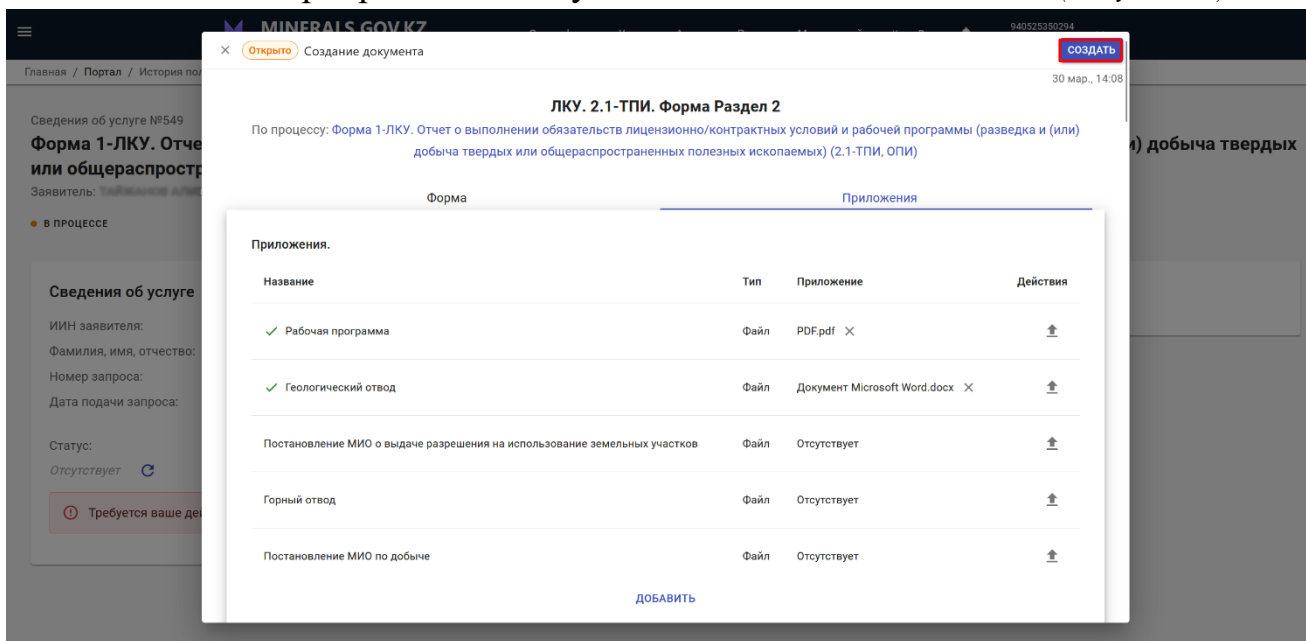 MINERALS.GOV.KZ
940525350294
Открыто Создание документа
СОЗДАТЬ
Главная / Портал / История пол
30 мар., 14:08
ЛКУ. 2.1-ТПИ. Форма Раздел 2
Сведения об услуге №549
По процессу: Форма 1-ЛКУ. Отчет о выполнении обязательств лицензионно/контрактных условий и рабочей программы (разведка и (или)
добыча твердых или общераспространенных полезных ископаемых) (2.1-ТПИ, ОПИ)
Форма 1-ЛКУ. Отче
и) добыча твердых
или общераспростр
Заявитель:
Форма
Приложения
В ПРОЦЕССЕ
Приложения.
Название Тип Приложение Действия
Сведения об услуге
ИИН заявителя:
Рабочая программа Файл PDF.pdf
Фамилия, имя, отчество:
Номер запроса:
Геологический отвод Файл Документ Microsoft Word.docx
Дата подачи запроса:
Статус:
Постановление МИО о выдаче разрешения на использование земельных участков Файл Отсутствует
Отсутствует
Горный отвод Файл Отсутствует
Требуется ваше дей
Постановление МИО по добыче Файл Отсутствует
ДОБАВИТЬ